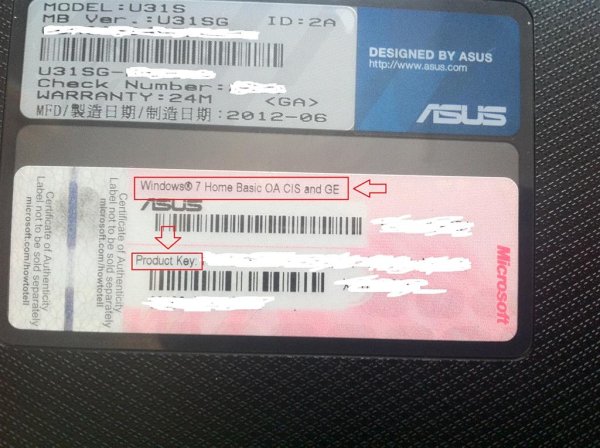 MODEL:U31S
MB Ver.:U31SG ID:2A
U31SG-
Check Number:
WARRANTY:24M <GA>
MFD/製造日期/制造日期:2012-06
DESIGNED BY ASUS
http://www.asus.com
ASUS
Windows® 7 Home Basic OA CIS and GE
ASUS
Product Key:
Certificate of Authenticity
Label not to be sold separately
microsoft.com/howtotell
Certificate of Authenticity
Label not to be sold separately
microsoft.com/howtotell
Microsoft